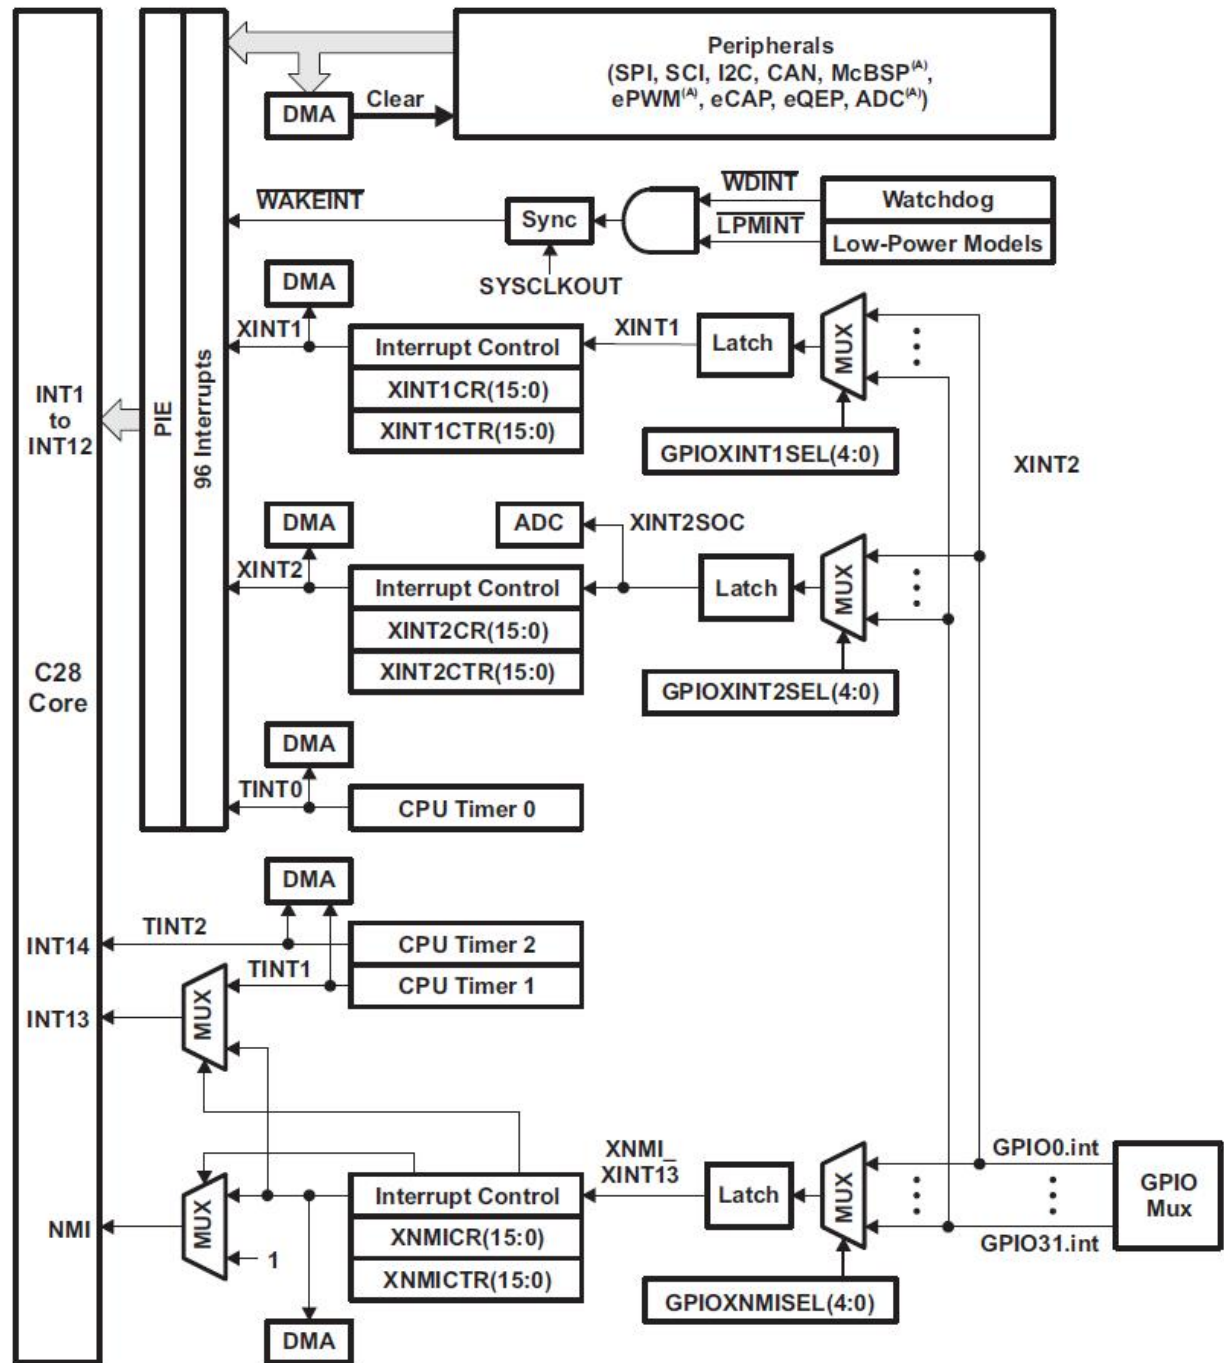 Peripherals
(SPI, SCI, I2C, CAN, McBSP(A),
ePWM(A), eCAP, eQEP, ADC(A))
DMA
Clear
WAKEINT
Sync
SYSCLKOUT
WDINT
LPMINT
Watchdog
Low-Power Models
DMA
XINT1
Interrupt Control
XINT1CR(15:0)
XINT1CTR(15:0)
XINT1
Latch
MUX
GPIOXINT1SEL(4:0)
INT1
to
INT12
PIE
96 Interrupts
XINT2
DMA
XINT2
ADC
XINT2SOC
Interrupt Control
XINT2CR(15:0)
XINT2CTR(15:0)
Latch
MUX
GPIOXINT2SEL(4:0)
C28
Core
DMA
TINT0
CPU Timer 0
DMA
INT14
TINT2
CPU Timer 2
TINT1
CPU Timer 1
INT13
MUX
XNMI_
XINT13
Latch
MUX
GPIO0.int
GPIO31.int
GPIO
Mux
NMI
MUX
1
Interrupt Control
XNMICR(15:0)
XNMICTR(15:0)
GPIOXNMISEL(4:0)
DMA